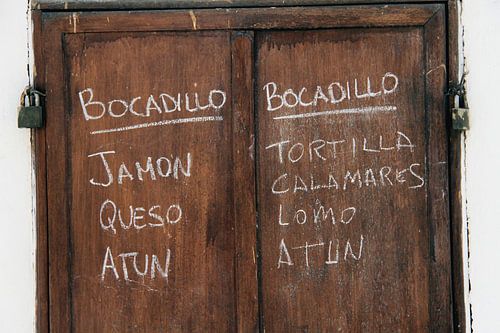 BOCADILLO
JAMON
QUESO
ATUN
BOCADILLO
TORTILLA
CALAMARES
LOMO
ATUN